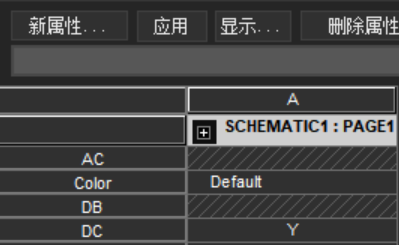 新属性... 应用 显示... 删除属性
A
SCHEMATIC1 : PAGE1
AC
Color Default
DB
DC Y